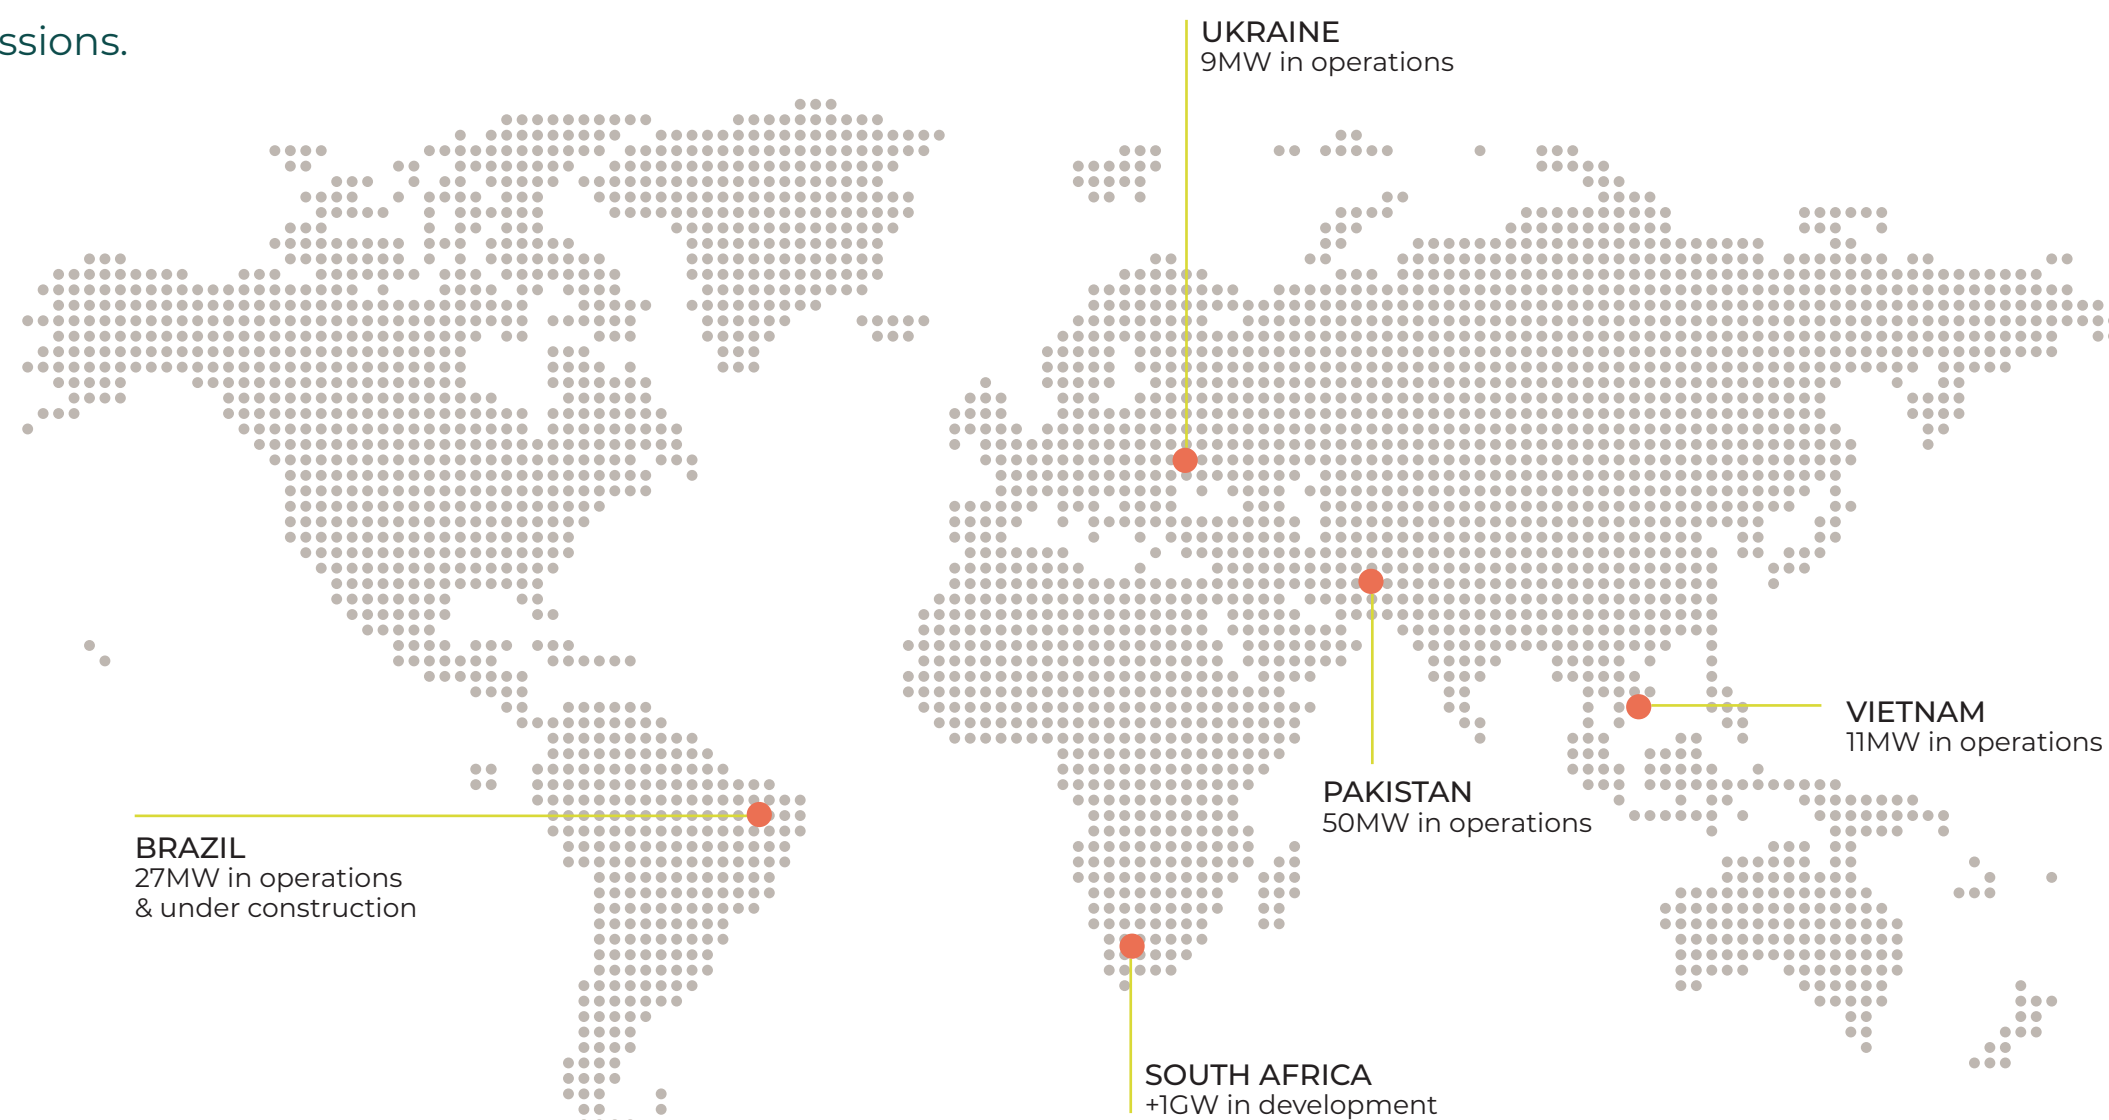 ssions.
UKRAINE
9MW in operations
VIETNAM
11MW in operations
PAKISTAN
50MW in operations
BRAZIL
27MW in operations
& under construction
SOUTH AFRICA
+1GW in development